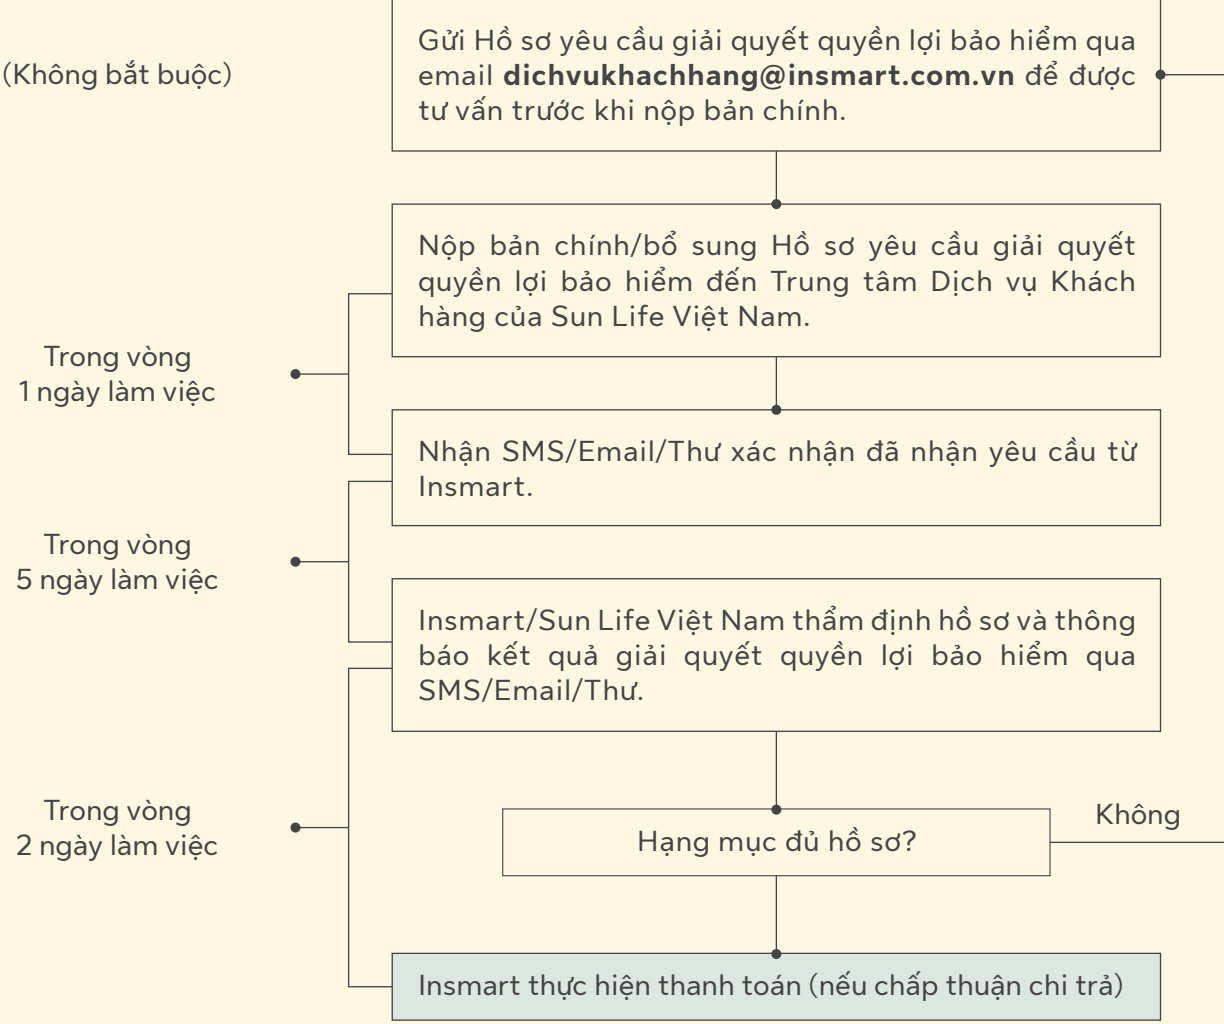 (Không bắt buộc)
Gửi Hồ sơ yêu cầu giải quyết quyền lợi bảo hiểm qua
email dichvukhachhang@insmart.com.vn để được
tư vấn trước khi nộp bản chính.
Nộp bản chính/bổ sung Hồ sơ yêu cầu giải quyết
quyền lợi bảo hiểm đến Trung tâm Dịch vụ Khách
hàng của Sun Life Việt Nam.
Trong vòng
1 ngày làm việc
Nhận SMS/Email/Thư xác nhận đã nhận yêu cầu từ
Insmart.
Trong vòng
5 ngày làm việc
Insmart/Sun Life Việt Nam thẩm định hồ sơ và thông
báo kết quả giải quyết quyền lợi bảo hiểm qua
SMS/Email/Thư.
Trong vòng
2 ngày làm việc
Hạng mục đủ hồ sơ?
Không
Insmart thực hiện thanh toán (nếu chấp thuận chi trả)